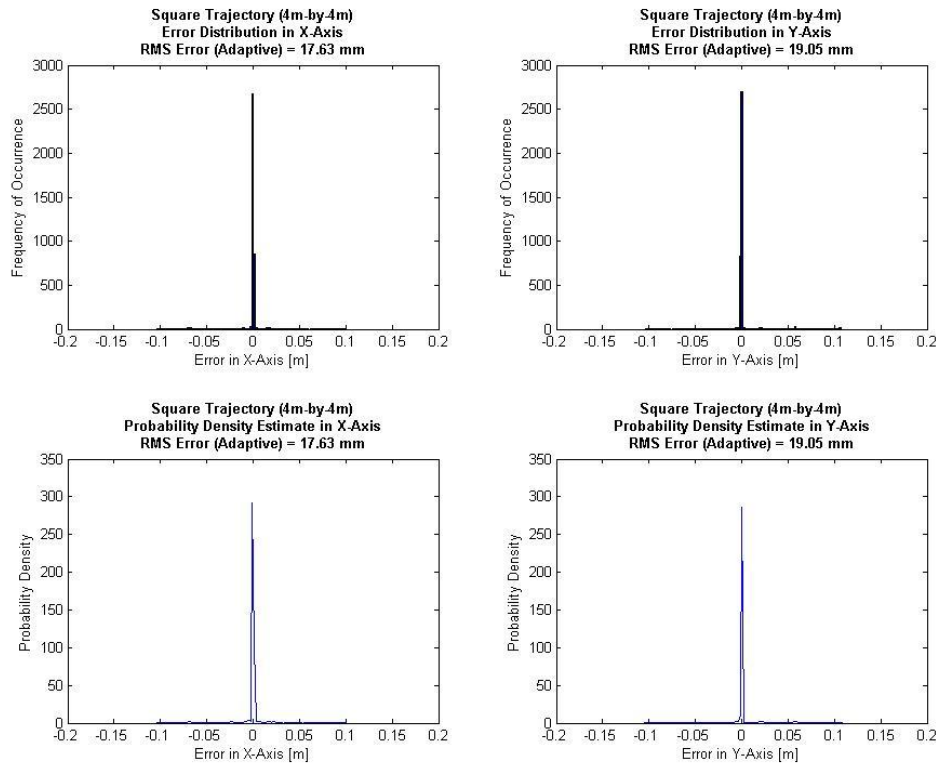 Square Trajectory (4m-by-4m)
Error Distribution in X-Axis
RMS Error (Adaptive) = 17.63 mm
3000
2500
2000
1500
1000
500
0
Frequency of Occurrence
-0.2 -0.15 -0.1 -0.05 0 0.05 0.1 0.15 0.2
Error in X-Axis [m]
Square Trajectory (4m-by-4m)
Error Distribution in Y-Axis
RMS Error (Adaptive) = 19.05 mm
3000
2500
2000
1500
1000
500
0
Frequency of Occurrence
-0.2 -0.15 -0.1 -0.05 0 0.05 0.1 0.15 0.2
Error in Y-Axis [m]
Square Trajectory (4m-by-4m)
Probability Density Estimate in X-Axis
RMS Error (Adaptive) = 17.63 mm
350
300
250
200
150
100
50
0
Probability Density
-0.2 -0.15 -0.1 -0.05 0 0.05 0.1 0.15 0.2
Error in X-Axis [m]
Square Trajectory (4m-by-4m)
Probability Density Estimate in Y-Axis
RMS Error (Adaptive) = 19.05 mm
350
300
250
200
150
100
50
0
Probability Density
-0.2 -0.15 -0.1 -0.05 0 0.05 0.1 0.15 0.2
Error in Y-Axis [m]